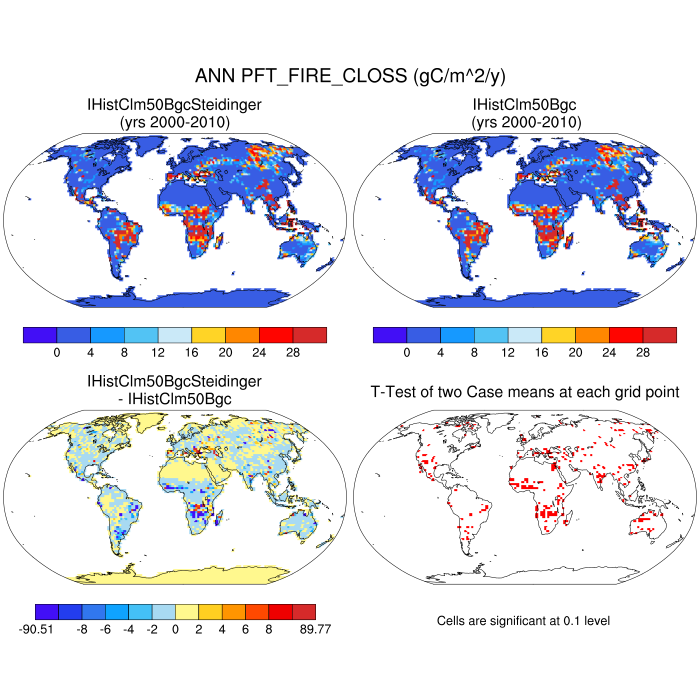 ANN PFT_FIRE_CLOSS (gC/m^2/y)
IHistClm50BgcSteidinger
(yrs 2000-2010)
IHistClm50Bgc
(yrs 2000-2010)
0 4 8 12 16 20 24 28
0 4 8 12 16 20 24 28
IHistClm50BgcSteidinger
- IHistClm50Bgc
T-Test of two Case means at each grid point
-90.51 -8 -6 -4 -2 0 2 4 6 8 89.77
Cells are significant at 0.1 level